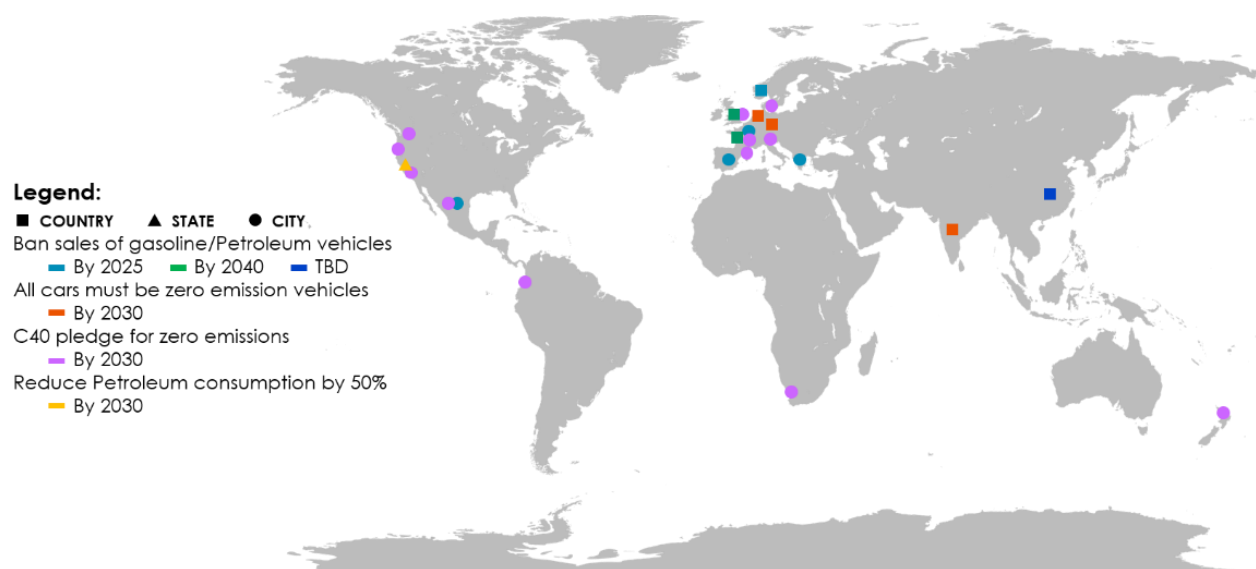 Legend:
COUNTRY STATE CITY
Ban sales of gasoline/Petroleum vehicles
By 2025 By 2040 TBD
All cars must be zero emission vehicles
By 2030
C40 pledge for zero emissions
By 2030
Reduce Petroleum consumption by 50%
By 2030